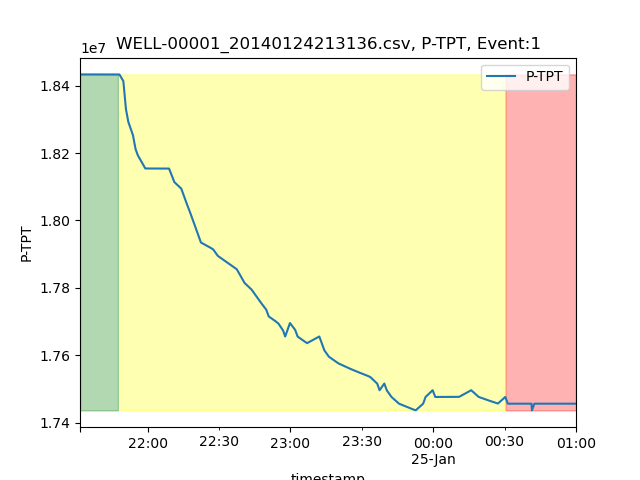 WELL-00001_20140124213136.csv, P-TPT, Event:1
1e7
P-TPT
1.84
1.82
1.80
1.78
1.76
1.74
P-TPT
22:00
22:30
23:00
23:30
00:00
00:30
01:00
25-Jan
timestamp